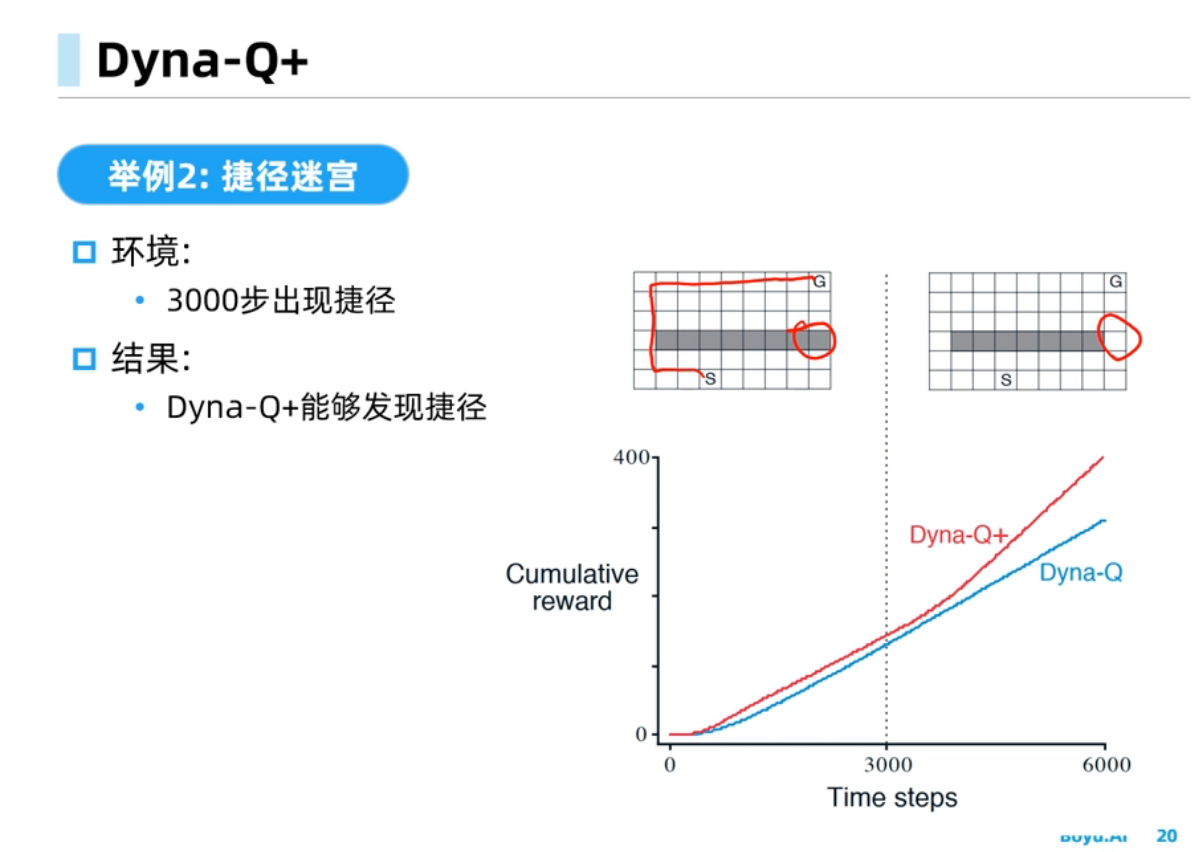 Dyna-Q+
举例2: 捷径迷宫
环境:
• 3000步出现捷径
结果:
• Dyna-Q+能够发现捷径
G
S
G
S
400
Dyna-Q+
Dyna-Q
Cumulative
reward
0
0
3000
6000
Time steps
Boyu.AI
20